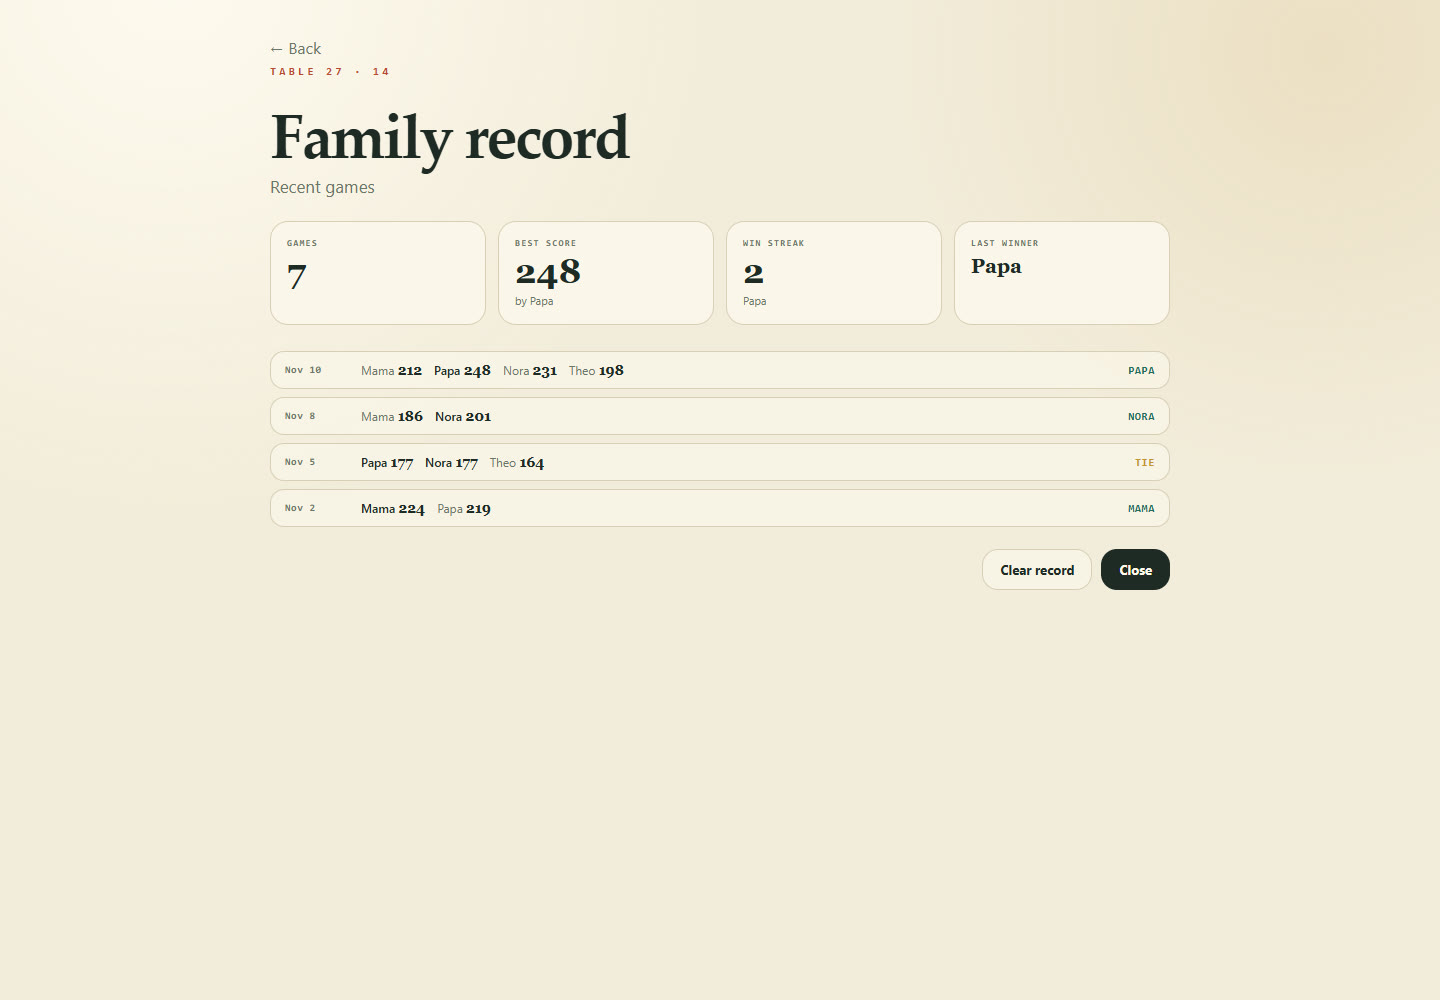 ← Back
TABLE 27 · 14
Family record
Recent games
GAMES
7
BEST SCORE
248
by Papa
WIN STREAK
2
Papa
LAST WINNER
Papa
Nov 10 Mama 212 Papa 248 Nora 231 Theo 198 PAPA
Nov 8 Mama 186 Nora 201 NORA
Nov 5 Papa 177 Nora 177 Theo 164 TIE
Nov 2 Mama 224 Papa 219 MAMA
Clear record Close